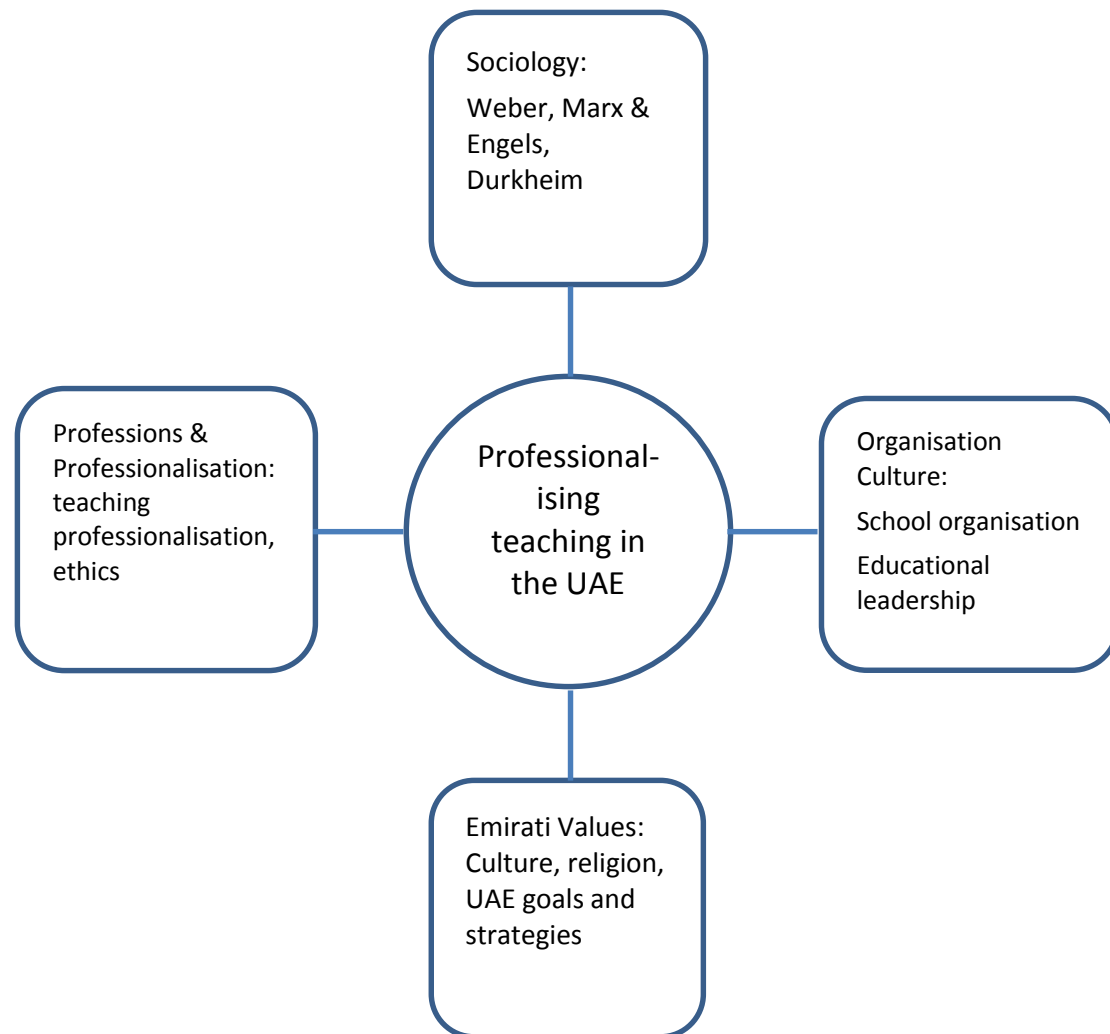 Sociology:
Weber, Marx &
Engels,
Durkheim
Professions &
Professionalisation:
teaching
professionalisation,
ethics
Professional-
ising
teaching in
the UAE
Organisation
Culture:
School organisation
Educational
leadership
Emirati Values:
Culture, religion,
UAE goals and
strategies